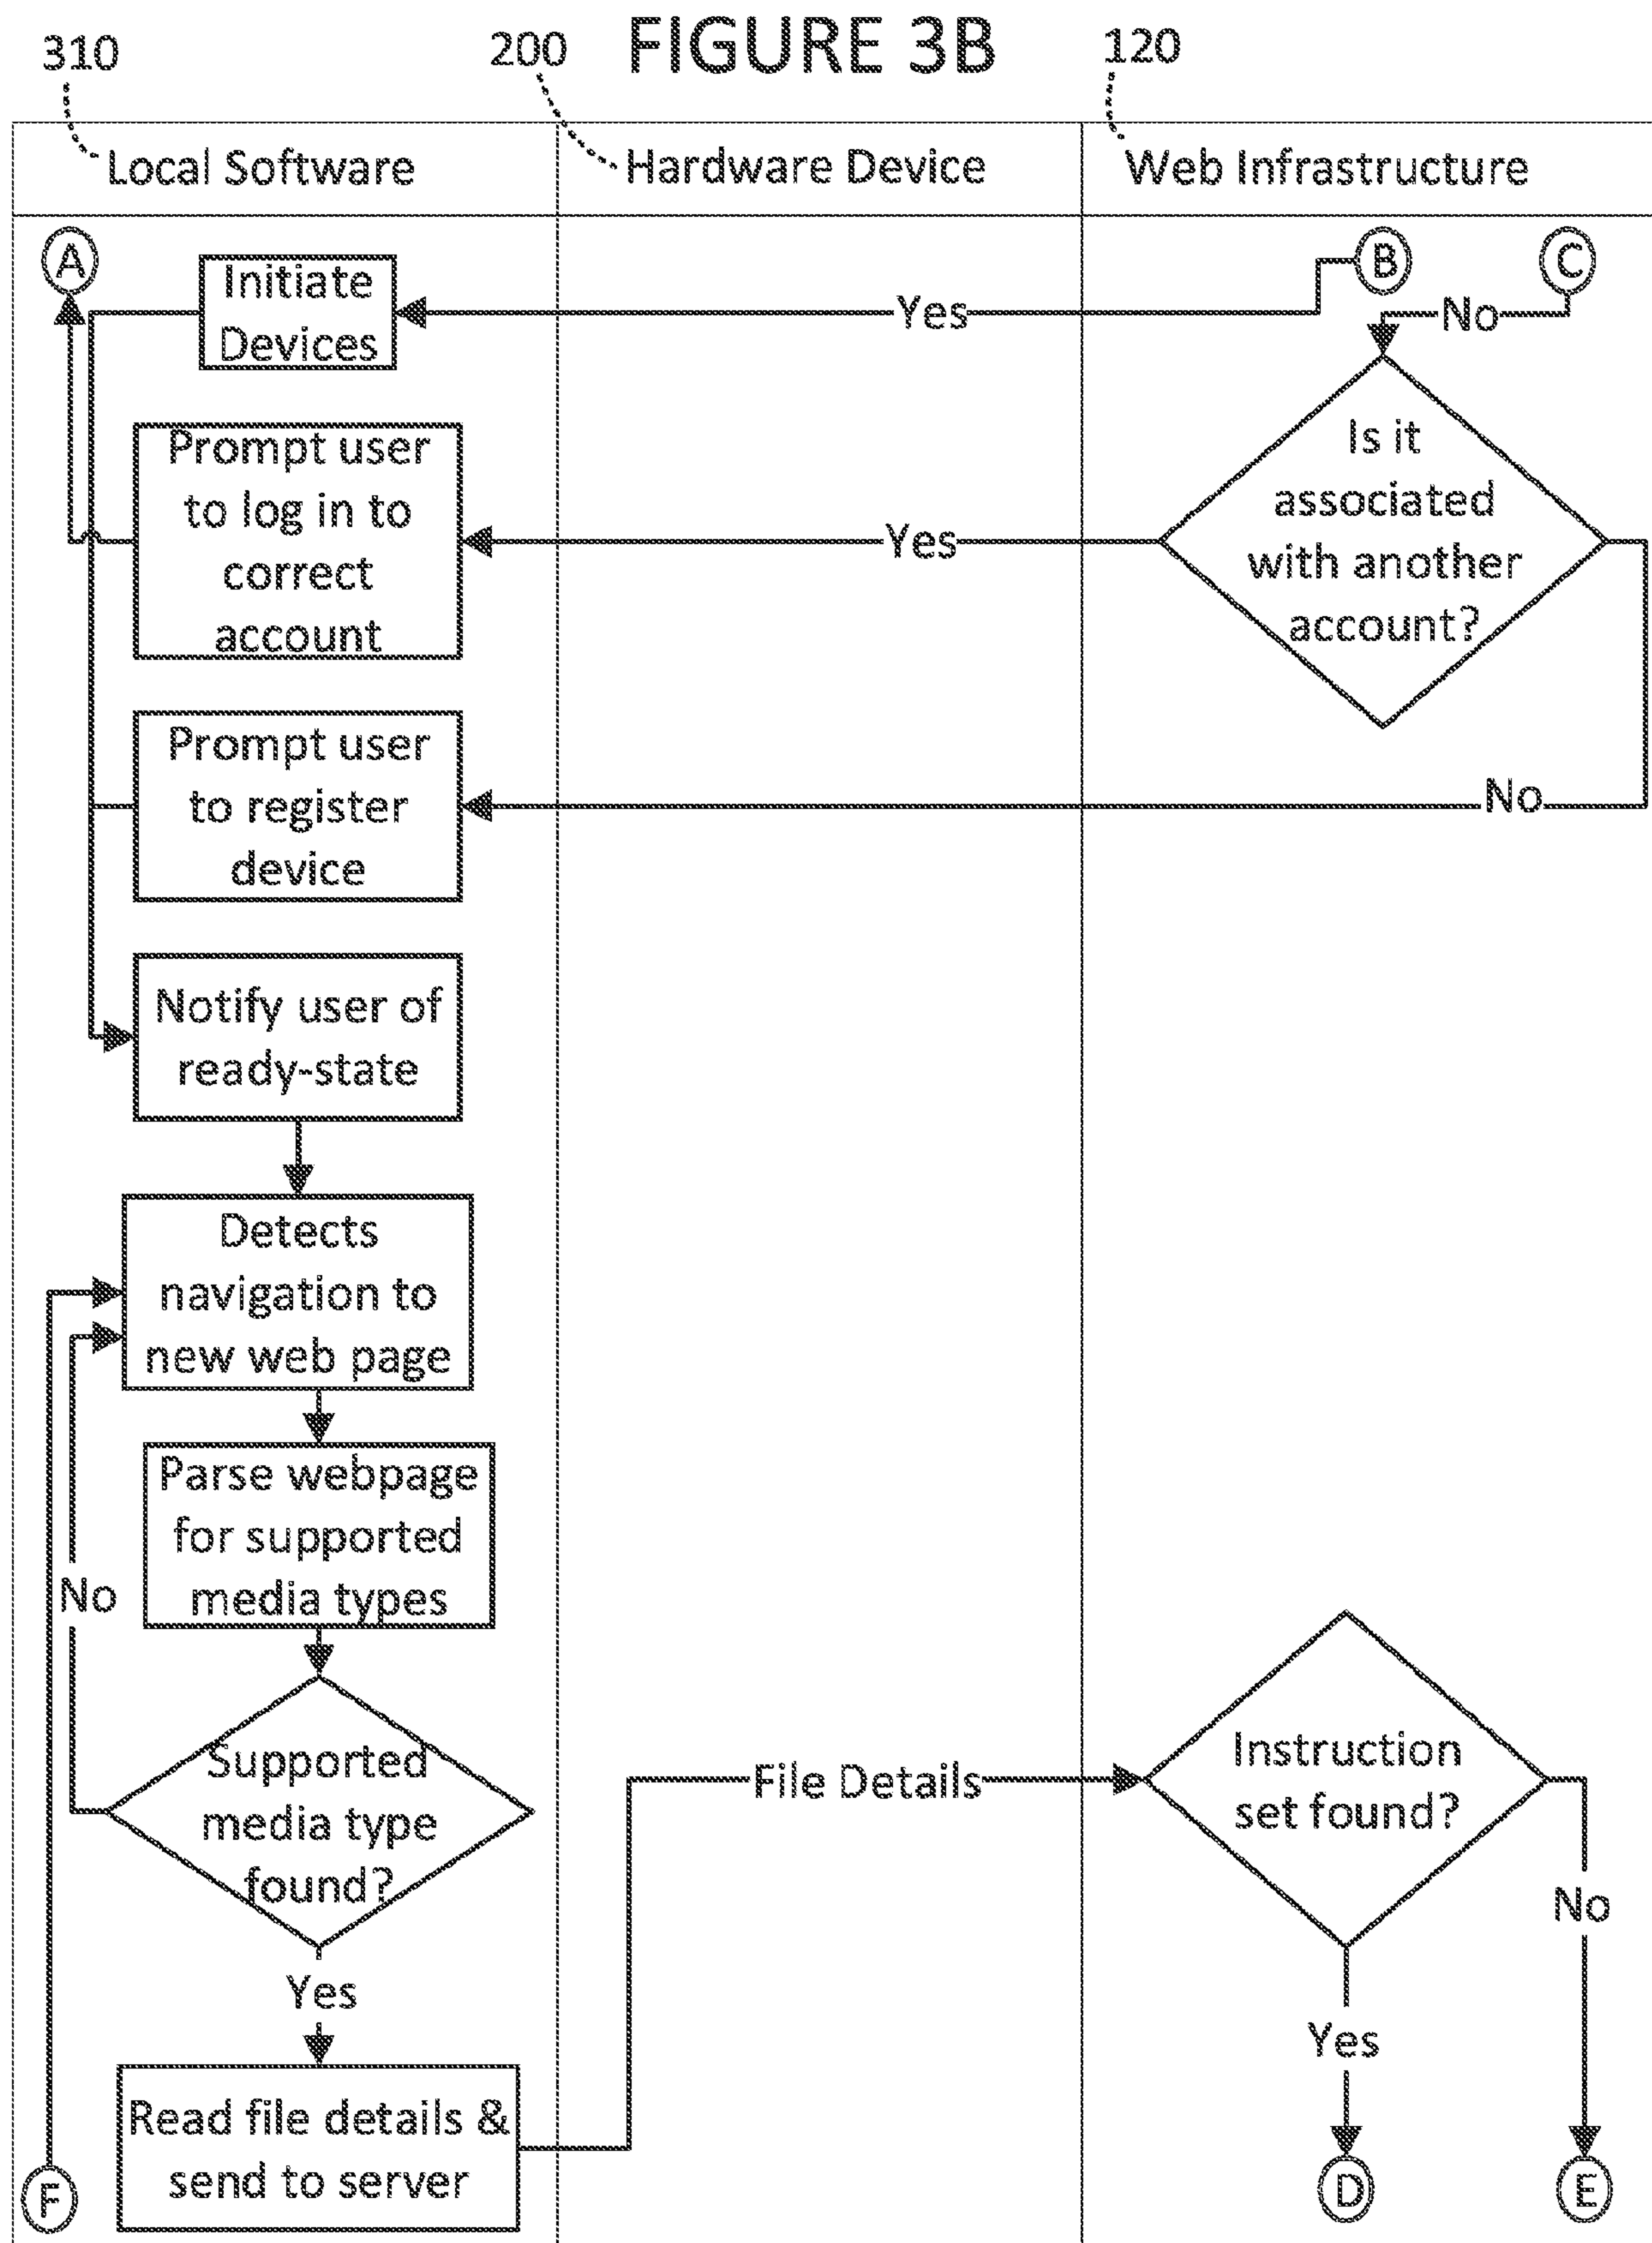 FIGURE 3B
310
200
120
Local Software
Hardware Device
Web Infrastructure
A
B
C
Initiate
Devices
Yes
No
Is it
associated
with another
account?
Prompt user
to log in to
correct
account
Yes
Prompt user
to register
device
No
Notify user of
ready-state
Detects
navigation to
new web page
Parse webpage
for supported
media types
No
Supported
media type
found?
File Details
Instruction
set found?
No
Yes
Yes
Read file details &
send to server
F
D
E